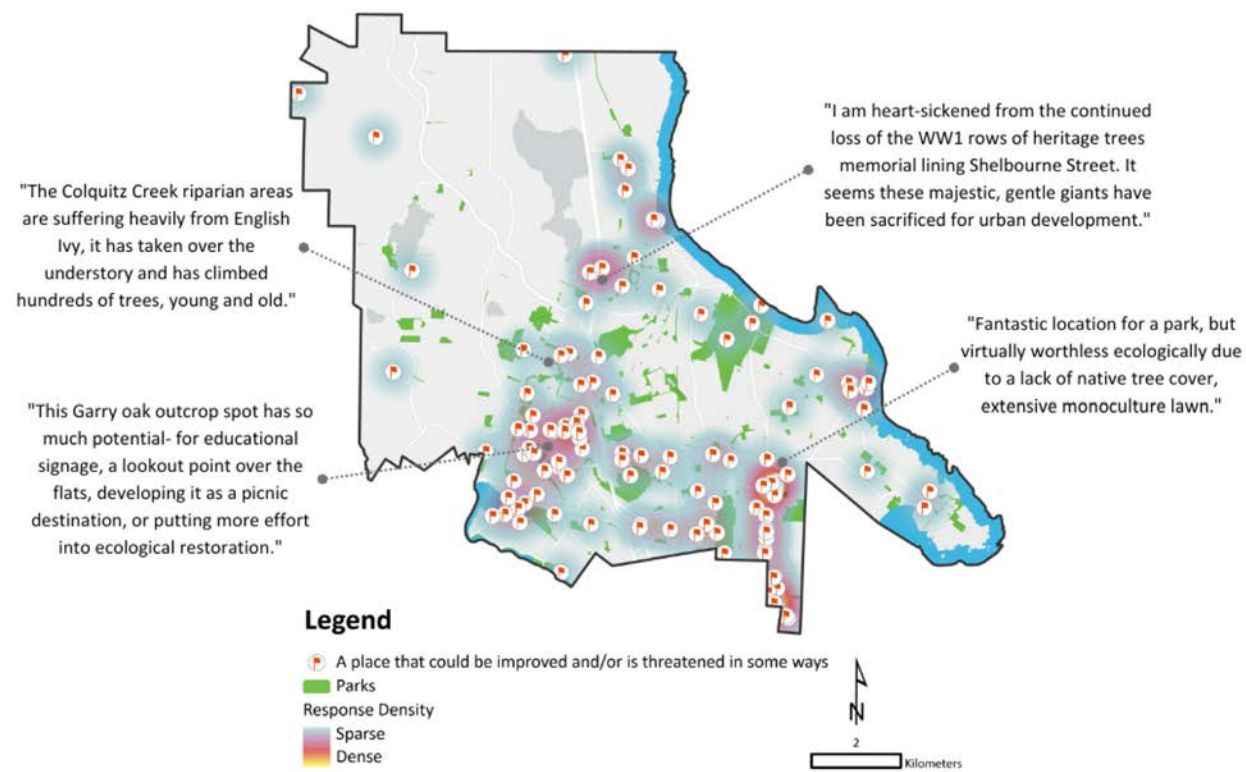 "I am heart-sickened from the continued
loss of the WW1 rows of heritage trees
memorial lining Shelbourne Street. It
seems these majestic, gentle giants have
been sacrificed for urban development."
"The Colquitz Creek riparian areas
are suffering heavily from English
Ivy, it has taken over the
understory and has climbed
hundreds of trees, young and old."
"Fantastic location for a park, but
virtually worthless ecologically due
to a lack of native tree cover,
extensive monoculture lawn."
"This Garry oak outcrop spot has so
much potential- for educational
signage, a lookout point over the
flats, developing it as a picnic
destination, or putting more effort
into ecological restoration."
Legend
A place that could be improved and/or is threatened in some ways
Parks
Response Density
Sparse
Dense
N
2
Kilometers